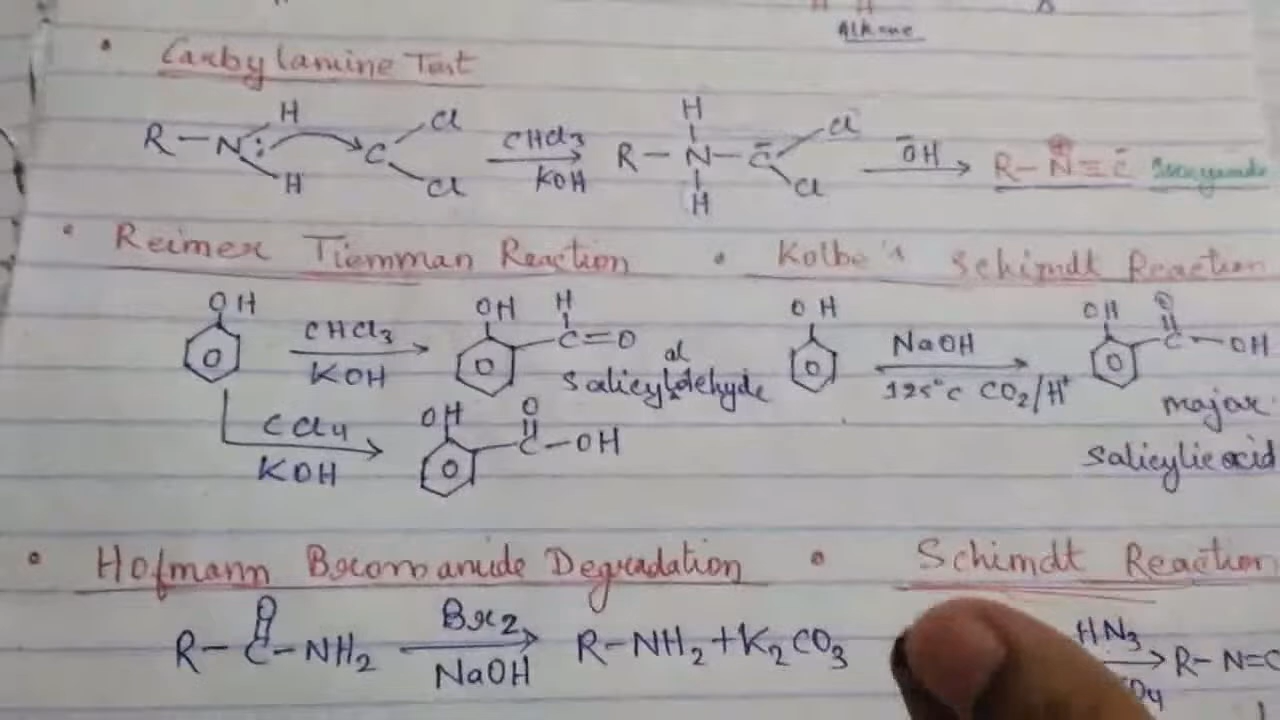 Alkane
• Carbylamine Test
R-N: H H C Cl Cl CHCl3 KOH R-N-C̄ H H Cl Cl ŌH R-N⊕≡C̄
• Reimer Tiemman Reaction
OH CHCl3 KOH OH H C=O
Salicylaldehyde
CCl4 KOH OH O C-OH
• Kolbe's Schimdt Reaction
OH NaOH 125°C CO2/H+ OH O C-OH
major
Salicylic acid
• Hofmann Bromamide Degradation
R-C-NH2 O Br2 NaOH R-NH2+K2CO3
• Schimdt Reaction
HN3 R-N=C